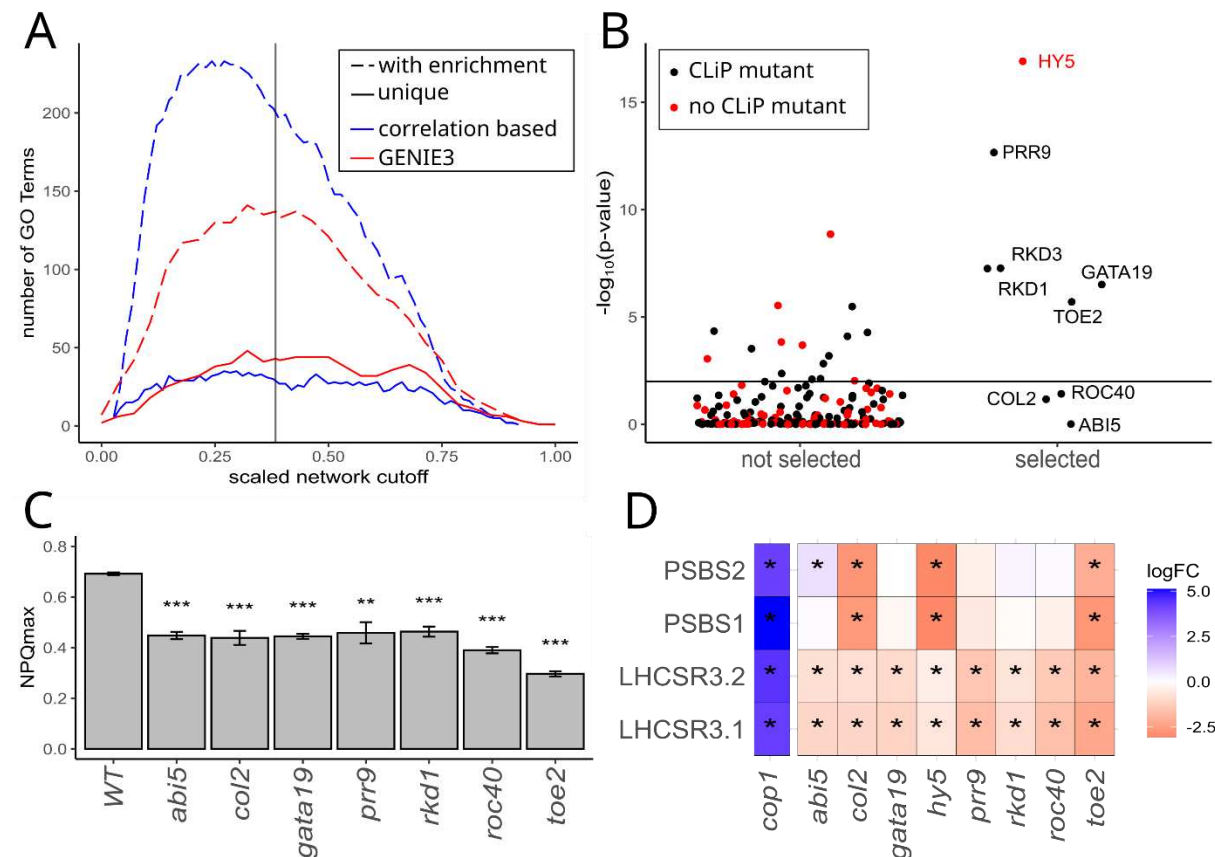 A
with enrichment
unique
correlation based
GENIE3
number of GO Terms
200
150
100
50
0
0.00 0.25 0.50 0.75 1.00
scaled network cutoff
B
CLiP mutant
no CLiP mutant
-log₁₀(p-value)
15
10
5
0
HY5
PRR9
RKD3
RKD1
GATA19
TOE2
COL2
ROC40
ABI5
not selected selected
C
NPQmax
0.8
0.6
0.4
0.2
0.0
*** *** *** ** *** *** ***
WT abi5 col2 gata19 prr9 rkd1 roc40 toe2
D
PSBS2 * * * * *
PSBS1 * * * *
LHCSR3.2 * * * * * * * * *
LHCSR3.1 * * * * * * * * *
cop1 abi5 col2 gata19 hy5 prr9 rkd1 roc40 toe2
logFC
5.0
2.5
0.0
-2.5